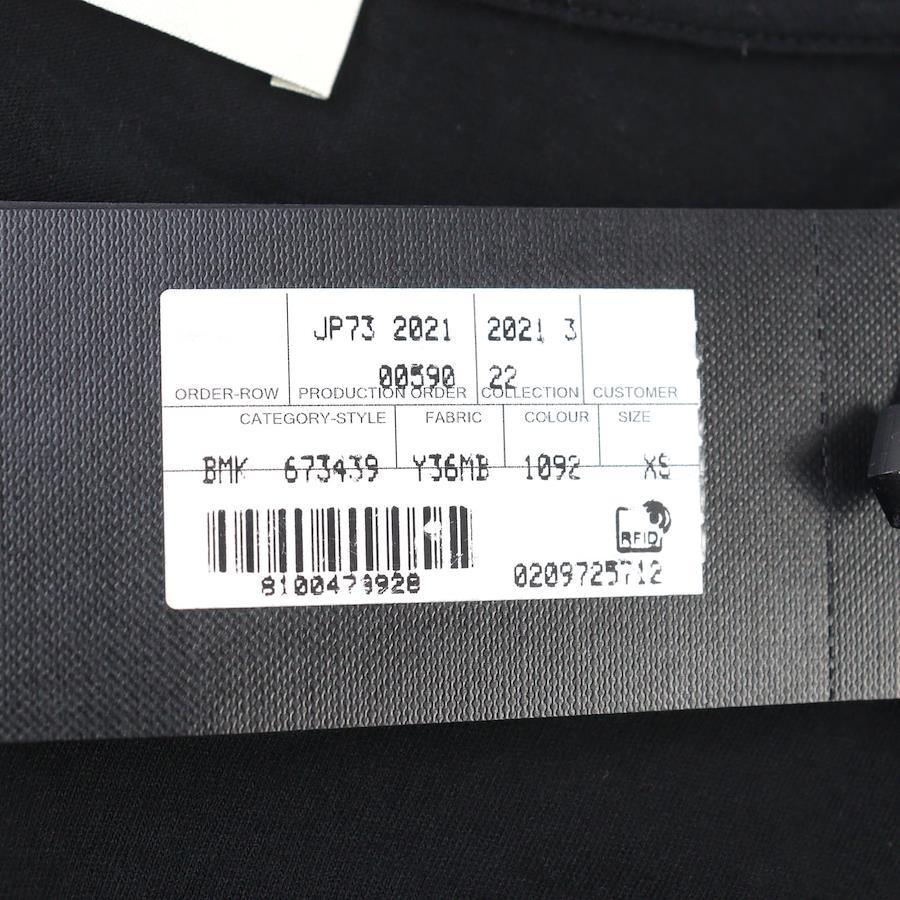 JP73 2021 2021 3
00590 22
ORDER-ROW PRODUCTION ORDER COLLECTION CUSTOMER
CATEGORY-STYLE FABRIC COLOUR SIZE
BMK 673439 Y36MB 1092 XS
RFID
8100473928 0209725712